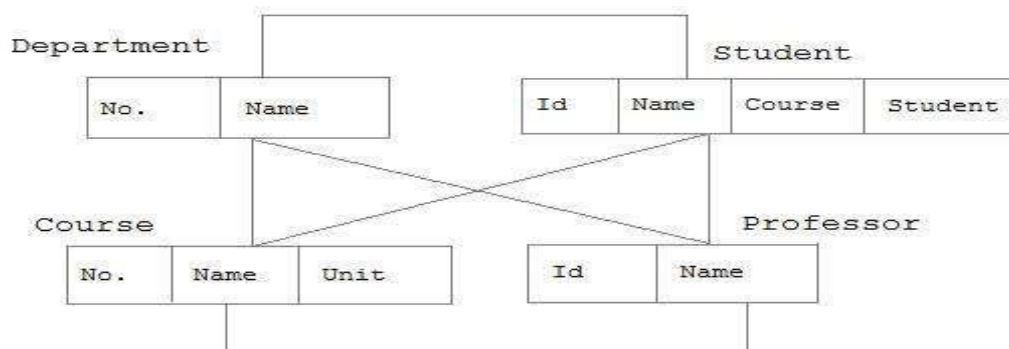 Department
Student
No. Name
Id Name Course Student
Course
Professor
No. Name Unit
Id Name